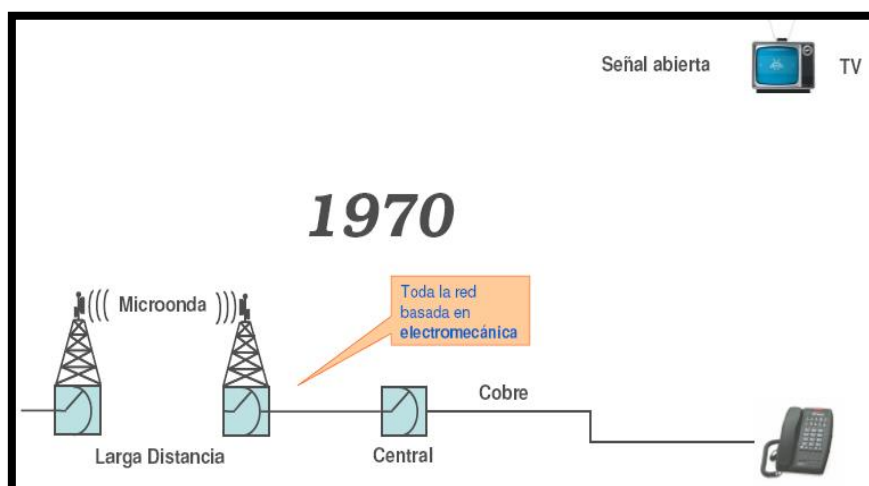 Señal abierta
TV
1970
Microonda
Toda la red
basada en
electromecánica
Cobre
Larga Distancia
Central